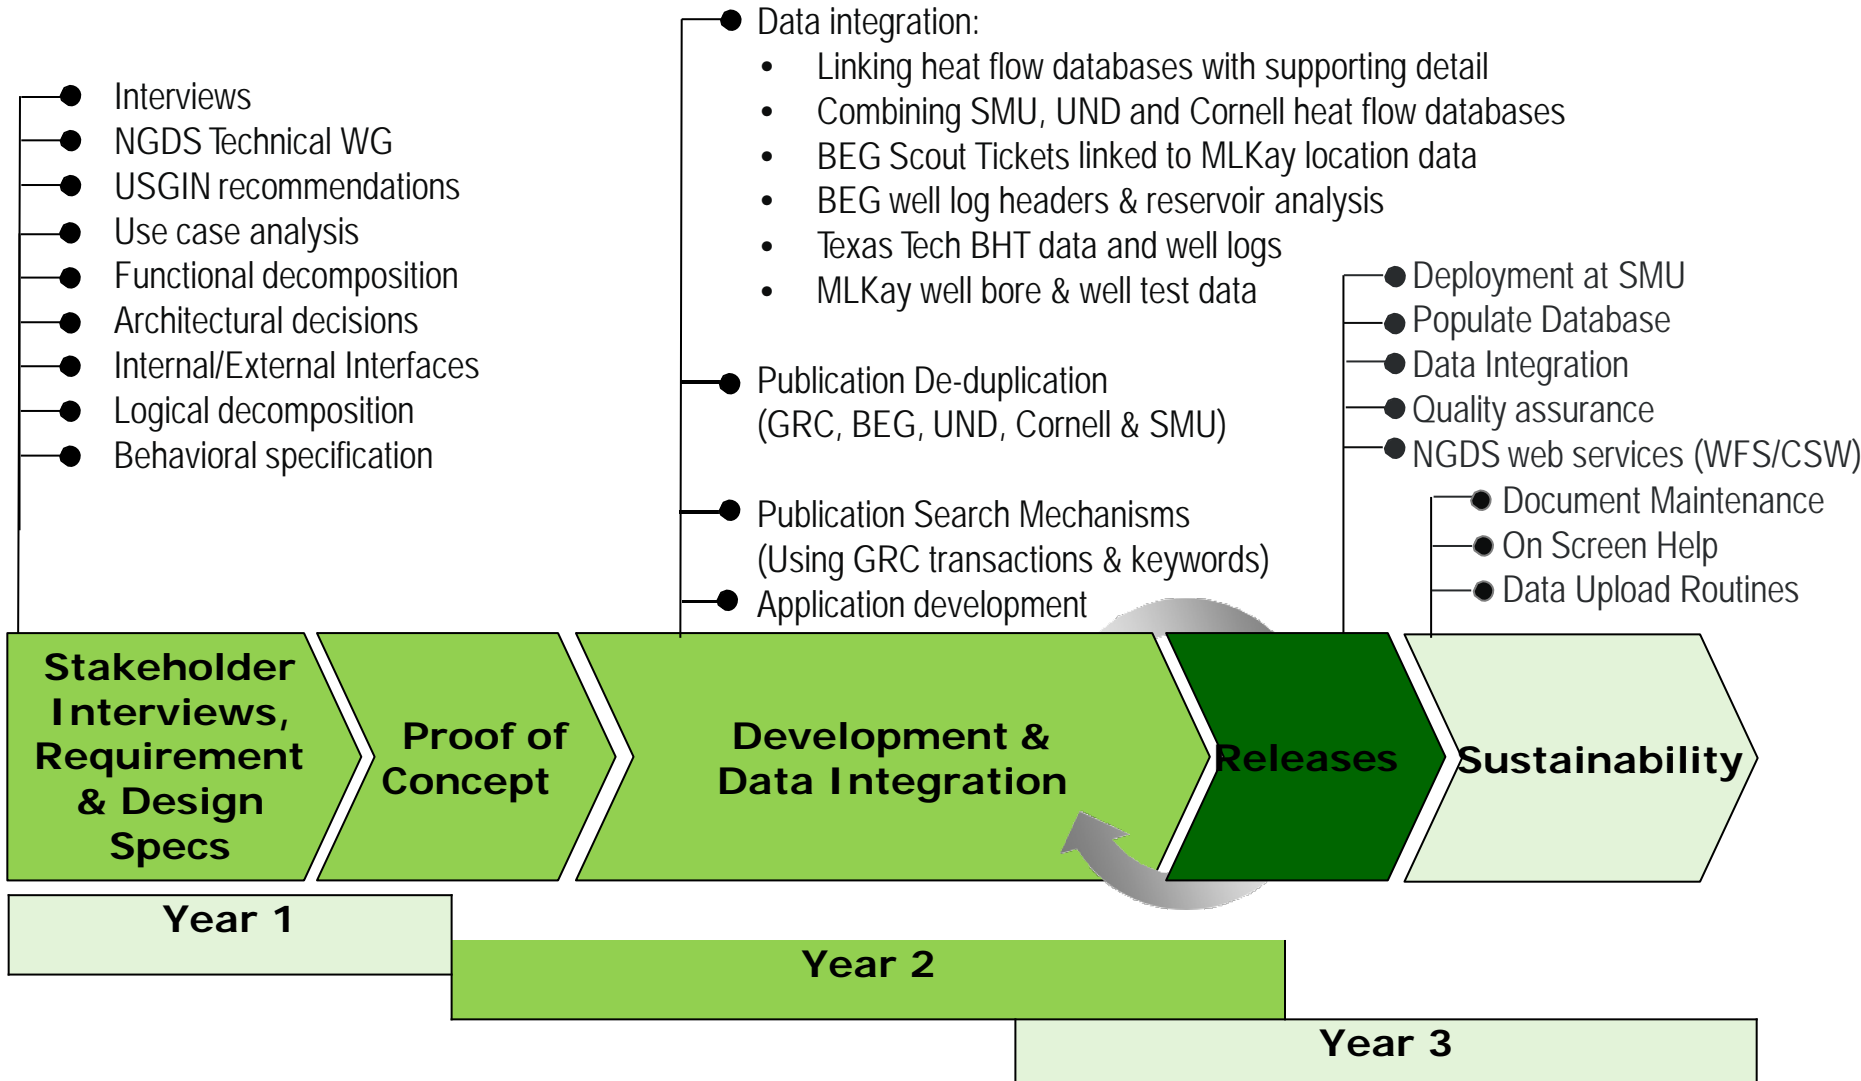 Interviews
NGDS Technical WG
USGIN recommendations
Use case analysis
Functional decomposition
Architectural decisions
Internal/External Interfaces
Logical decomposition
Behavioral specification
Data integration:
• Linking heat flow databases with supporting detail
• Combining SMU, UND and Cornell heat flow databases
• BEG Scout Tickets linked to MLKay location data
• BEG well log headers & reservoir analysis
• Texas Tech BHT data and well logs
• MLKay well bore & well test data
Publication De-duplication
(GRC, BEG, UND, Cornell & SMU)
Publication Search Mechanisms
(Using GRC transactions & keywords)
Application development
Deployment at SMU
Populate Database
Data Integration
Quality assurance
NGDS web services (WFS/CSW)
Document Maintenance
On Screen Help
Data Upload Routines
Stakeholder
Interviews,
Requirement
& Design
Specs
Proof of
Concept
Development &
Data Integration
Releases
Sustainability
Year 1
Year 2
Year 3